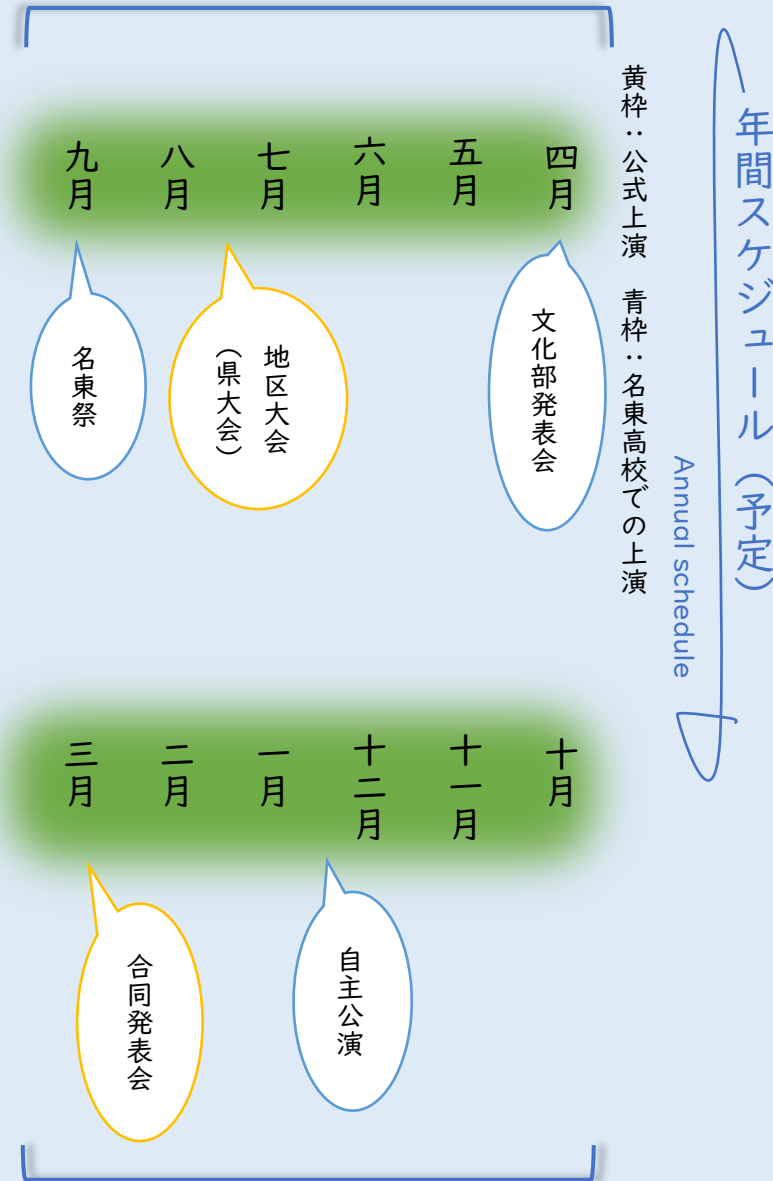 年間スケジュール（予定）
Annual schedule
黄枠：公式上演　青枠：名東高校での上演
四月
五月
六月
七月
八月
九月
文化部発表会
地区大会
（県大会）
名東祭
十月
十一月
十二月
一月
二月
三月
自主公演
合同発表会